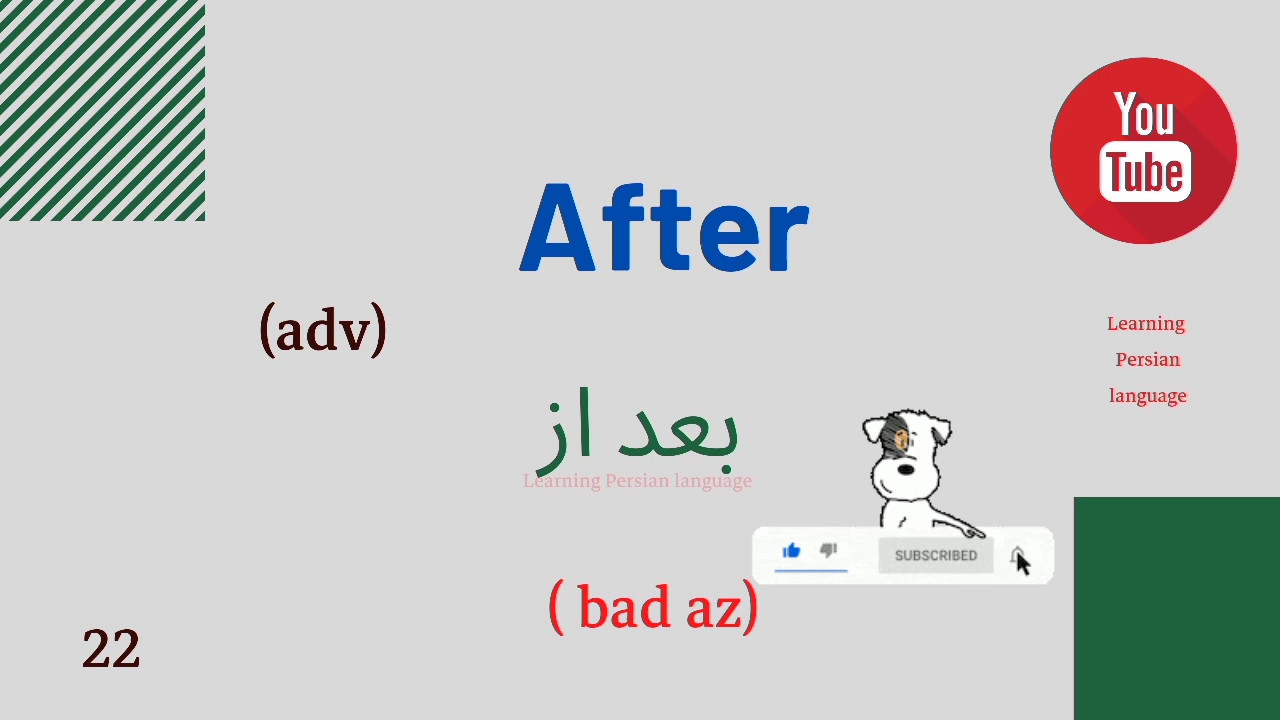 You
Tube
After
(adv)
Learning
Persian
language
بعد از
Learning Persian language
SUBSCRIBED
( bad az)
22